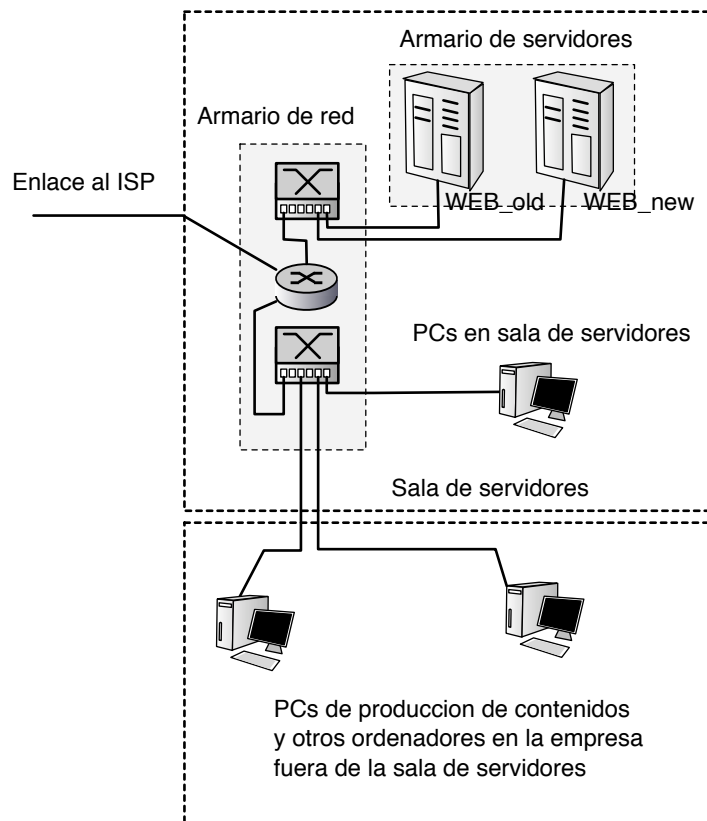 Armario de servidores
Armario de red
Enlace al ISP
WEB_old
WEB_new
PCs en sala de servidores
Sala de servidores
PCs de produccion de contenidos
y otros ordenadores en la empresa
fuera de la sala de servidores